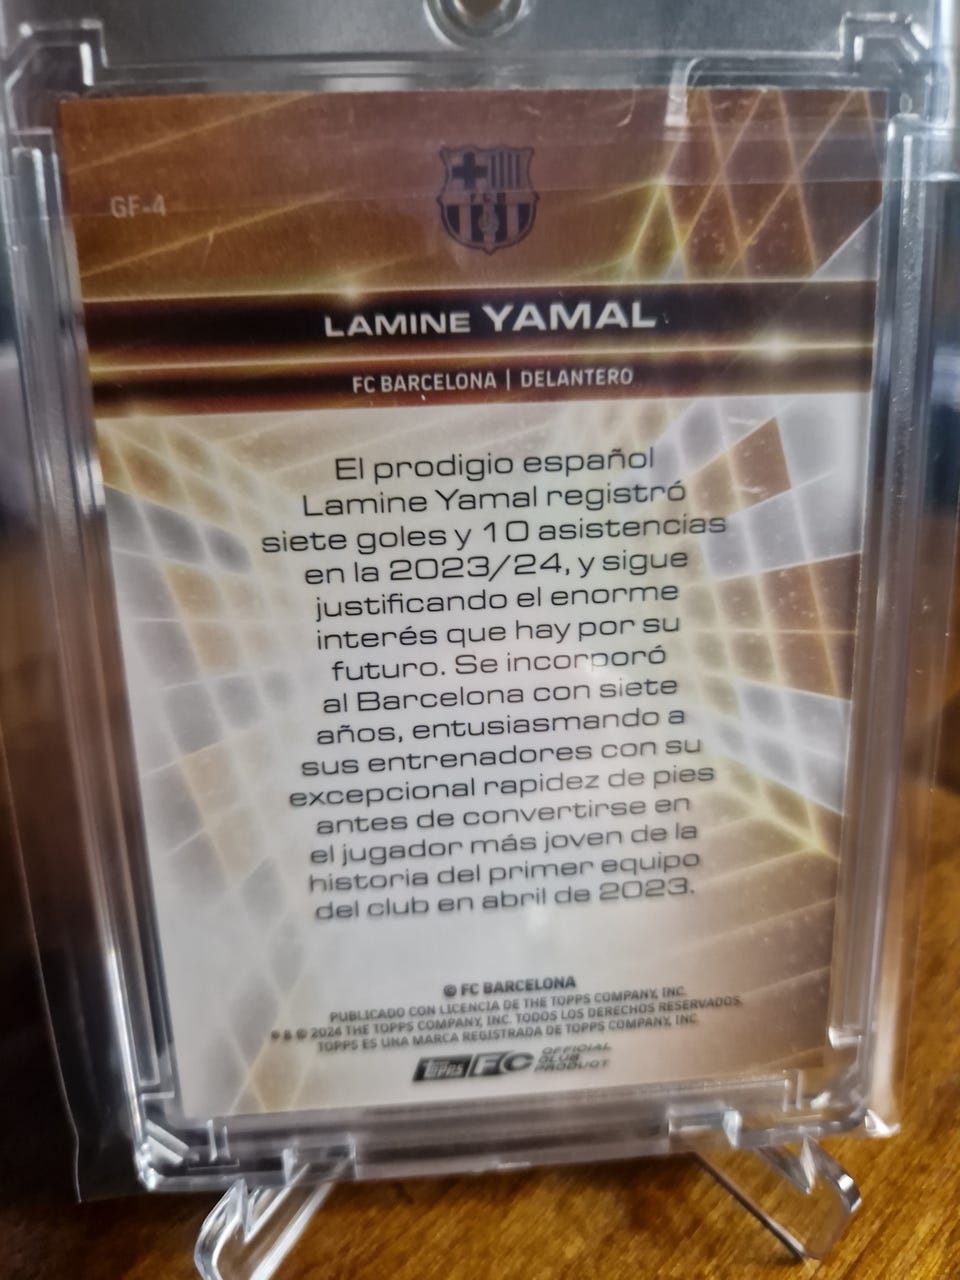 GF-4
FCB
LAMINE YAMAL
FC BARCELONA | DELANTERO
El prodigio español
Lamine Yamal registró
siete goles y 10 asistencias
en la 2023/24, y sigue
justificando el enorme
interés que hay por su
futuro. Se incorporó
al Barcelona con siete
años, entusiasmando a
sus entrenadores con su
excepcional rapidez de pies
antes de convertirse en
el jugador más joven de la
historia del primer equipo
del club en abril de 2023.
© FC BARCELONA
PUBLICADO CON LICENCIA DE THE TOPPS COMPANY, INC.
® & © 2024 THE TOPPS COMPANY, INC. TODOS LOS DERECHOS RESERVADOS.
TOPPS ES UNA MARCA REGISTRADA DE TOPPS COMPANY, INC.
TOPPS FC OFFICIAL
CLUB
PRODUCT